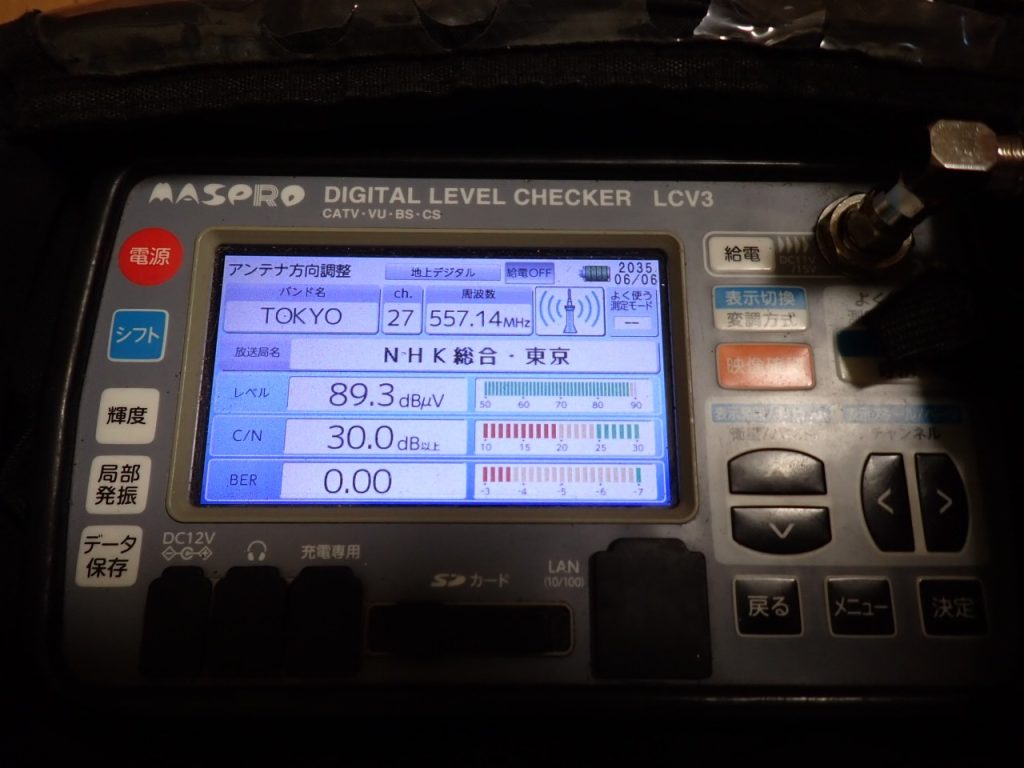 MASPRO DIGITAL LEVEL CHECKER LCV3
CATV・VU・BS・CS
電源
シフト
輝度
局部
発振
データ
保存
アンテナ方向調整 地上デジタル 給電OFF 2035
06/06
バンド名 ch. 周波数 よく使う
測定モード
TOKYO 27 557.14MHz --
放送局名 NHK総合・東京
レベル 89.3dBμV
50 60 70 80 90
C/N 30.0dB以上
10 15 20 25 30
BER 0.00
-3 -4 -5 -6 -7
給電 DC11V
/15V
表示切換
変調方式
映像確認
チャンネル
DC12V
充電専用
SDカード
LAN
(10/100)
戻る メニュー 決定